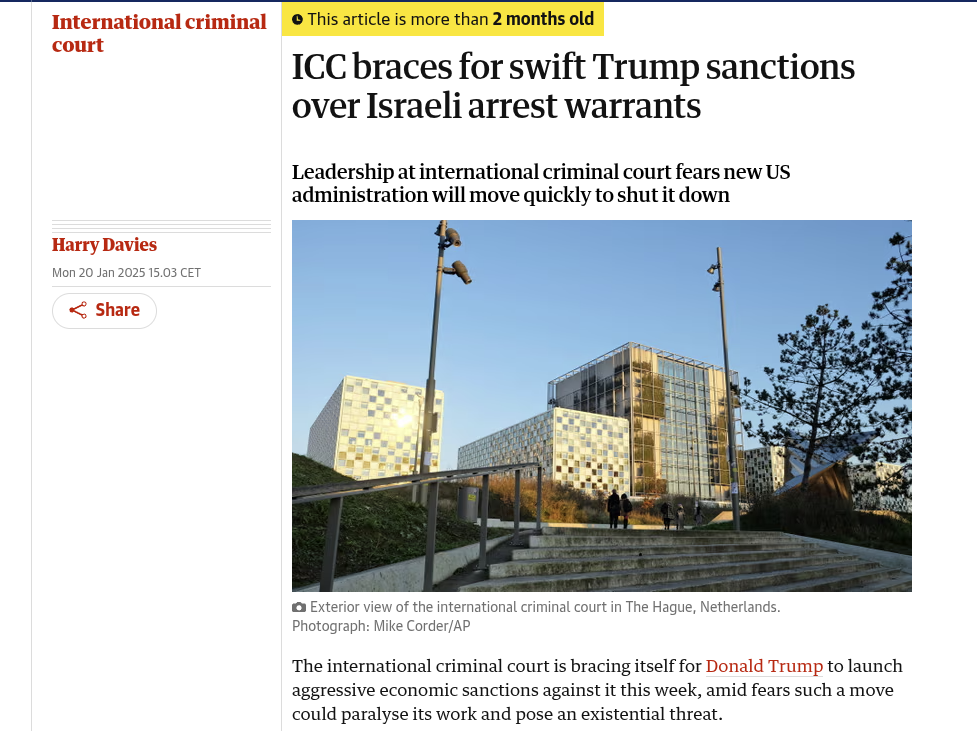 International criminal
court
This article is more than 2 months old
ICC braces for swift Trump sanctions
over Israeli arrest warrants
Leadership at international criminal court fears new US
administration will move quickly to shut it down
Harry Davies
Mon 20 Jan 2025 15.03 CET
Share
Exterior view of the international criminal court in The Hague, Netherlands.
Photograph: Mike Corder/AP
The international criminal court is bracing itself for Donald Trump to launch
aggressive economic sanctions against it this week, amid fears such a move
could paralyse its work and pose an existential threat.